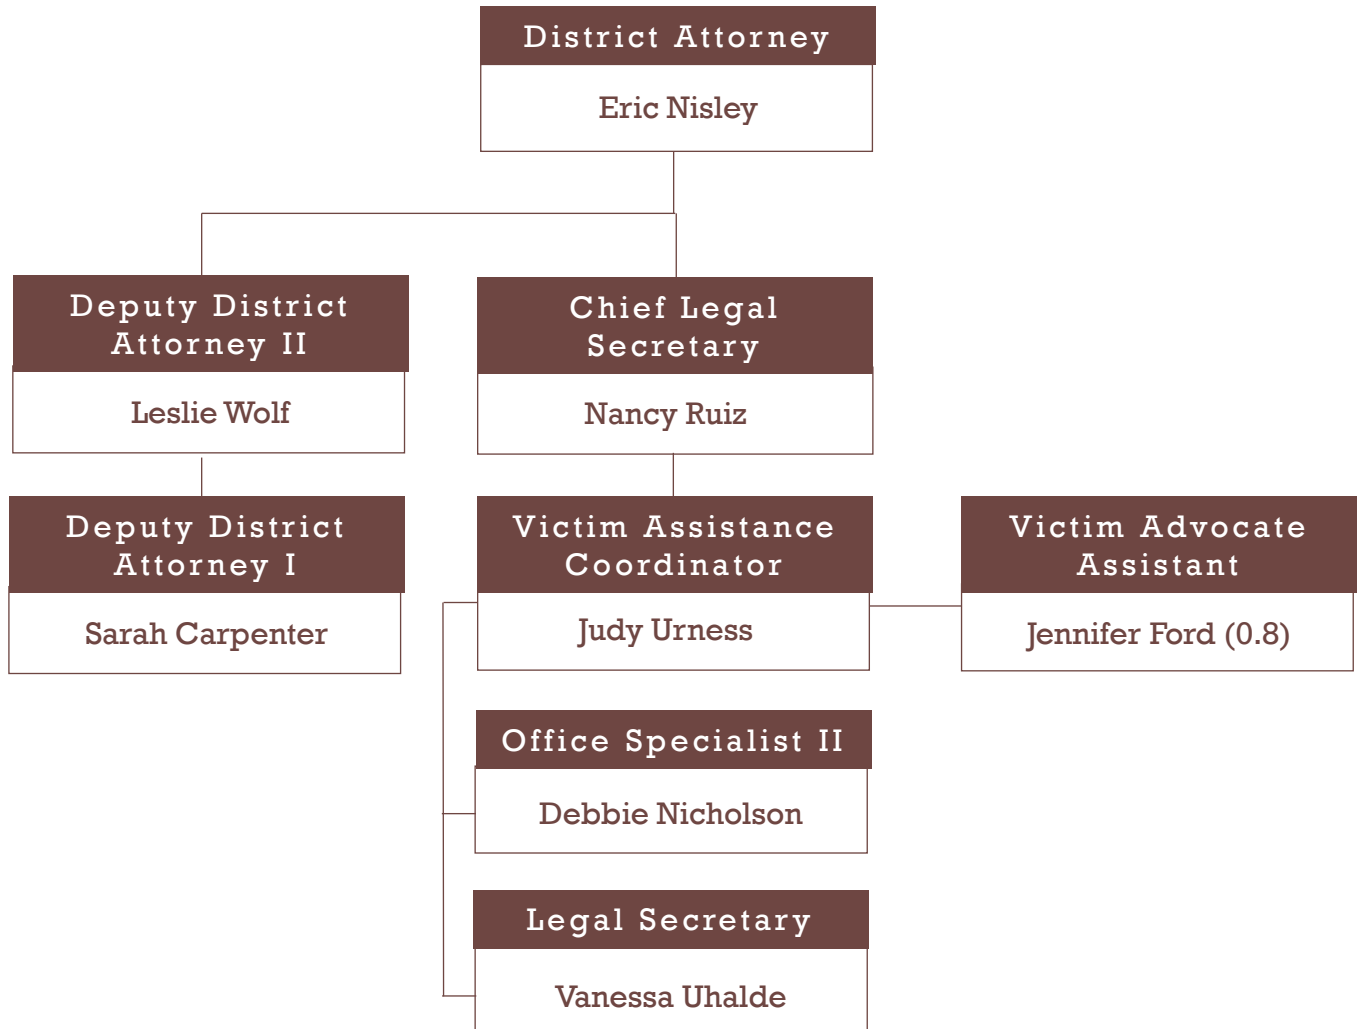 District Attorney
Eric Nisley
Deputy District
Attorney II
Leslie Wolf
Chief Legal
Secretary
Nancy Ruiz
Deputy District
Attorney I
Sarah Carpenter
Victim Assistance
Coordinator
Judy Urness
Victim Advocate
Assistant
Jennifer Ford (0.8)
Office Specialist II
Debbie Nicholson
Legal Secretary
Vanessa Uhalde